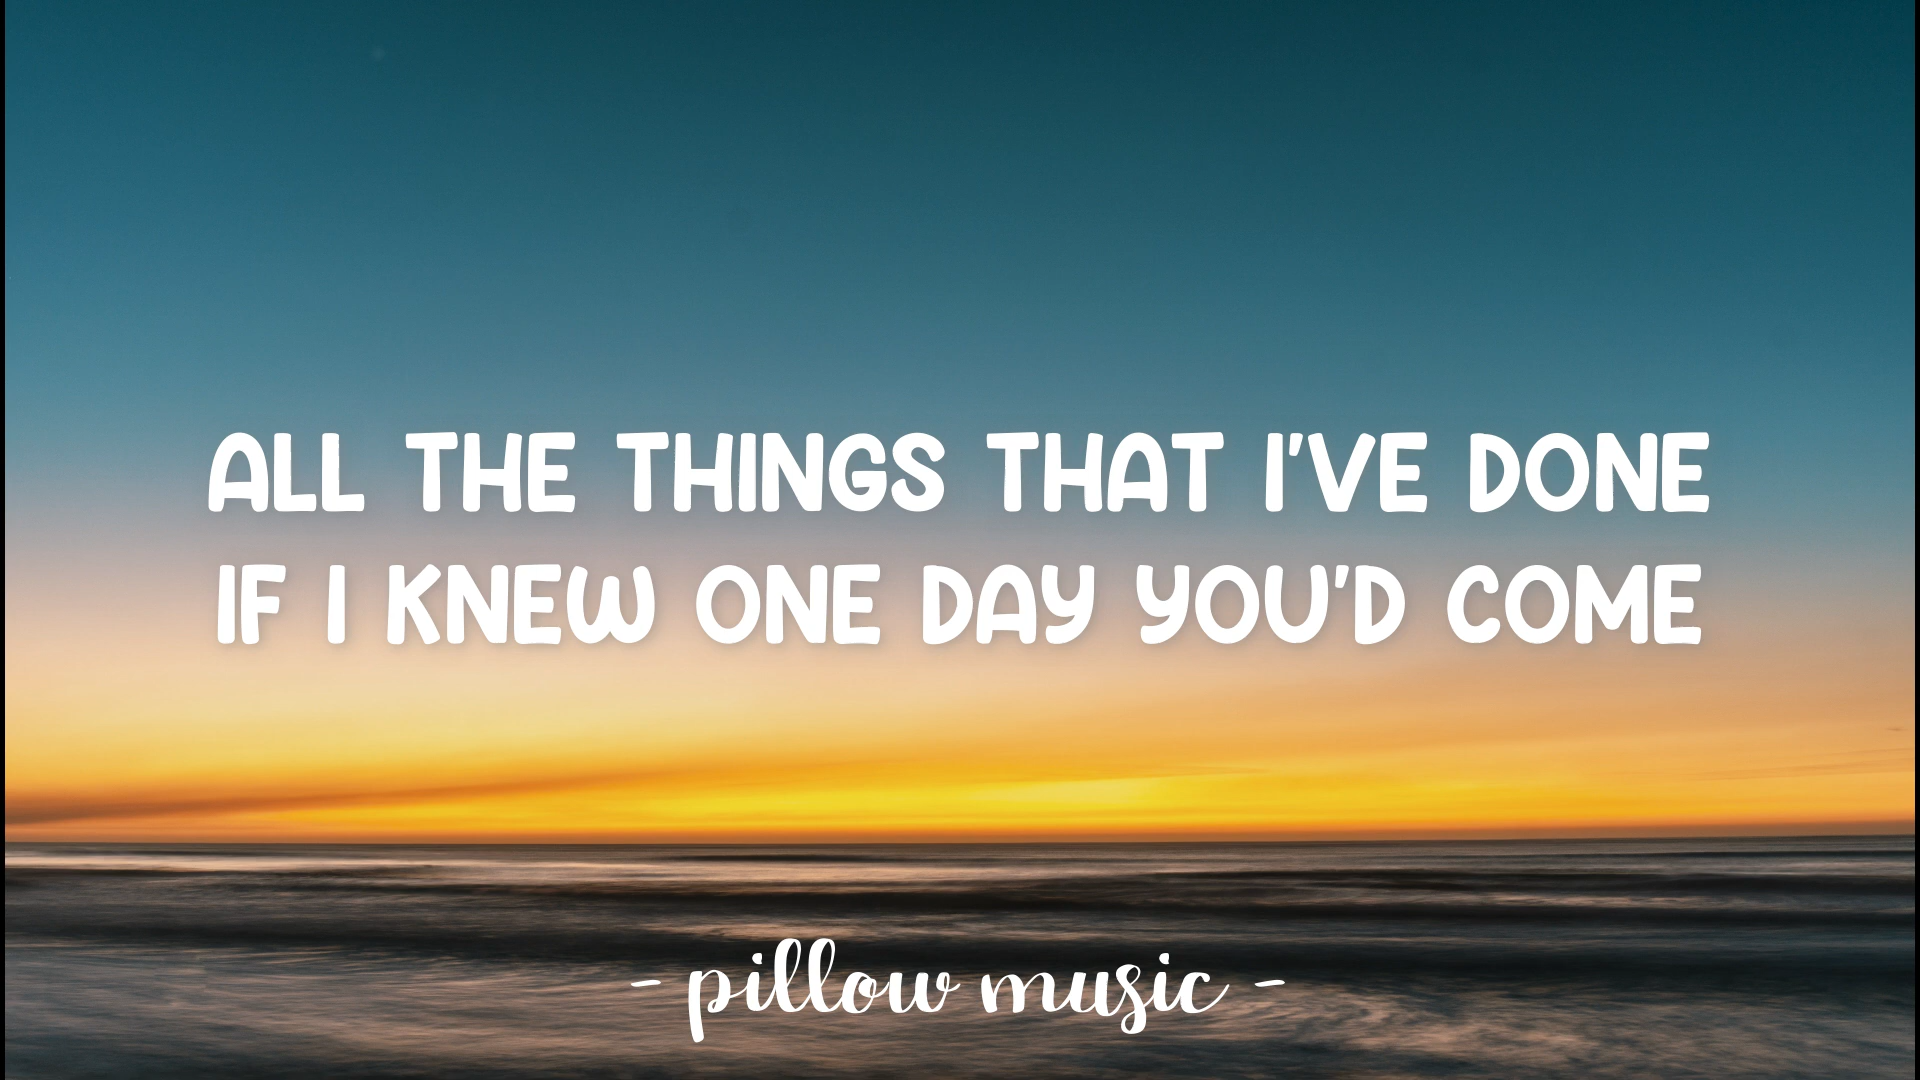 ALL THE THINGS THAT I'VE DONE
IF I KNEW ONE DAY YOU'D COME
- pillow music -